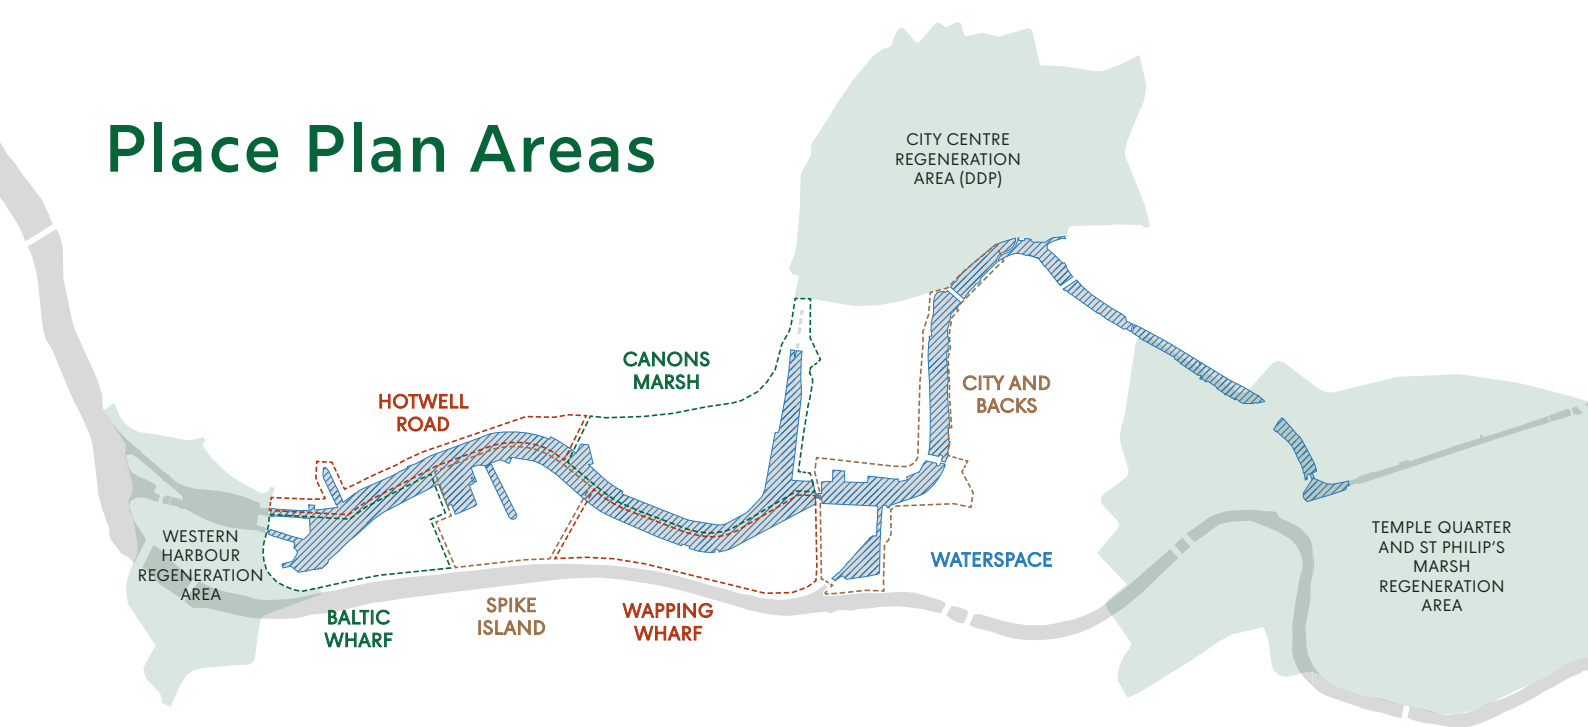 Place Plan Areas
CITY CENTRE
REGENERATION
AREA (DDP)
CANONS
MARSH
HOTWELL
ROAD
CITY AND
BACKS
WESTERN
HARBOUR
REGENERATION
AREA
WATERSPACE
TEMPLE QUARTER
AND ST PHILIP'S
MARSH
REGENERATION
AREA
BALTIC
WHARF
SPIKE
ISLAND
WAPPING
WHARF